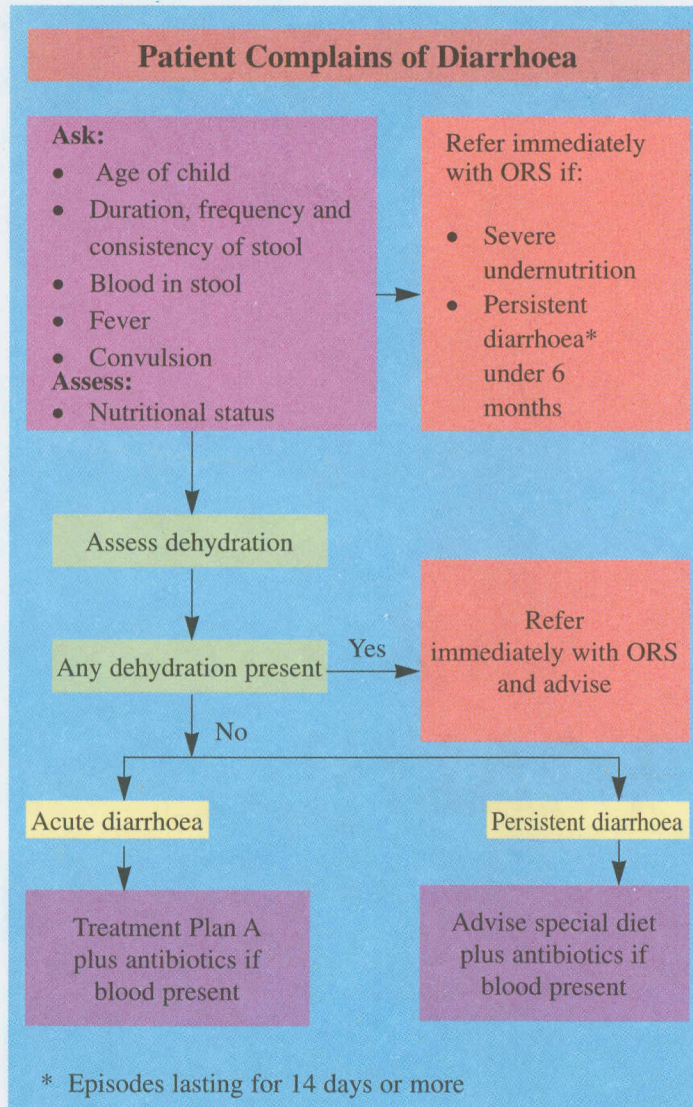 Patient Complains of Diarrhoea
Ask:
● Age of child
● Duration, frequency and
consistency of stool
● Blood in stool
● Fever
● Convulsion
Assess:
● Nutritional status
Refer immediately
with ORS if:
● Severe
undernutrition
● Persistent
diarrhoea*
under 6
months
Assess dehydration
Any dehydration present
Yes
Refer
immediately with ORS
and advise
No
Acute diarrhoea
Persistent diarrhoea
Treatment Plan A
plus antibiotics if
blood present
Advise special diet
plus antibiotics if
blood present
* Episodes lasting for 14 days or more